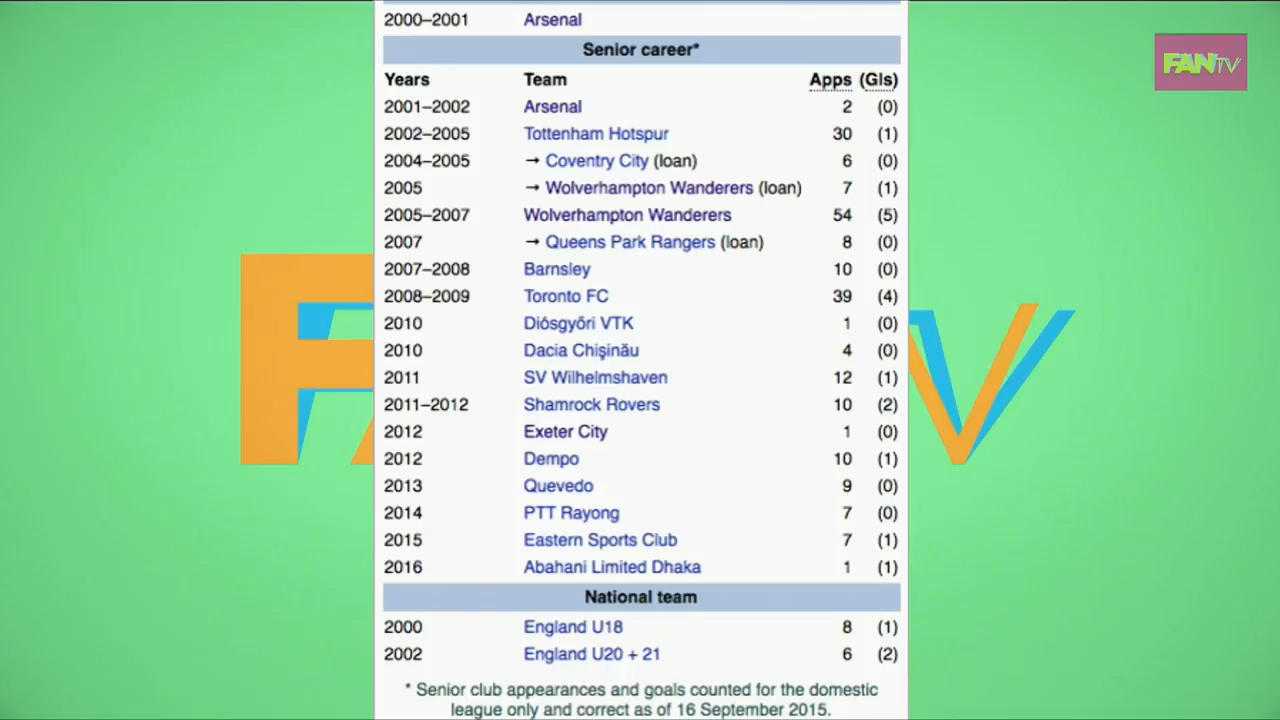 2000–2001 Arsenal
FANTV
Senior career*
Years Team Apps (Gls)
2001–2002 Arsenal 2 (0)
2002–2005 Tottenham Hotspur 30 (1)
2004–2005 → Coventry City (loan) 6 (0)
2005 → Wolverhampton Wanderers (loan) 7 (1)
2005–2007 Wolverhampton Wanderers 54 (5)
2007 → Queens Park Rangers (loan) 8 (0)
2007–2008 Barnsley 10 (0)
2008–2009 Toronto FC 39 (4)
2010 Diósgyőri VTK 1 (0)
2010 Dacia Chişinău 4 (0)
2011 SV Wilhelmshaven 12 (1)
2011–2012 Shamrock Rovers 10 (2)
2012 Exeter City 1 (0)
2012 Dempo 10 (1)
2013 Quevedo 9 (0)
2014 PTT Rayong 7 (0)
2015 Eastern Sports Club 7 (1)
2016 Abahani Limited Dhaka 1 (1)
National team
2000 England U18 8 (1)
2002 England U20 + 21 6 (2)
* Senior club appearances and goals counted for the domestic
league only and correct as of 16 September 2015.